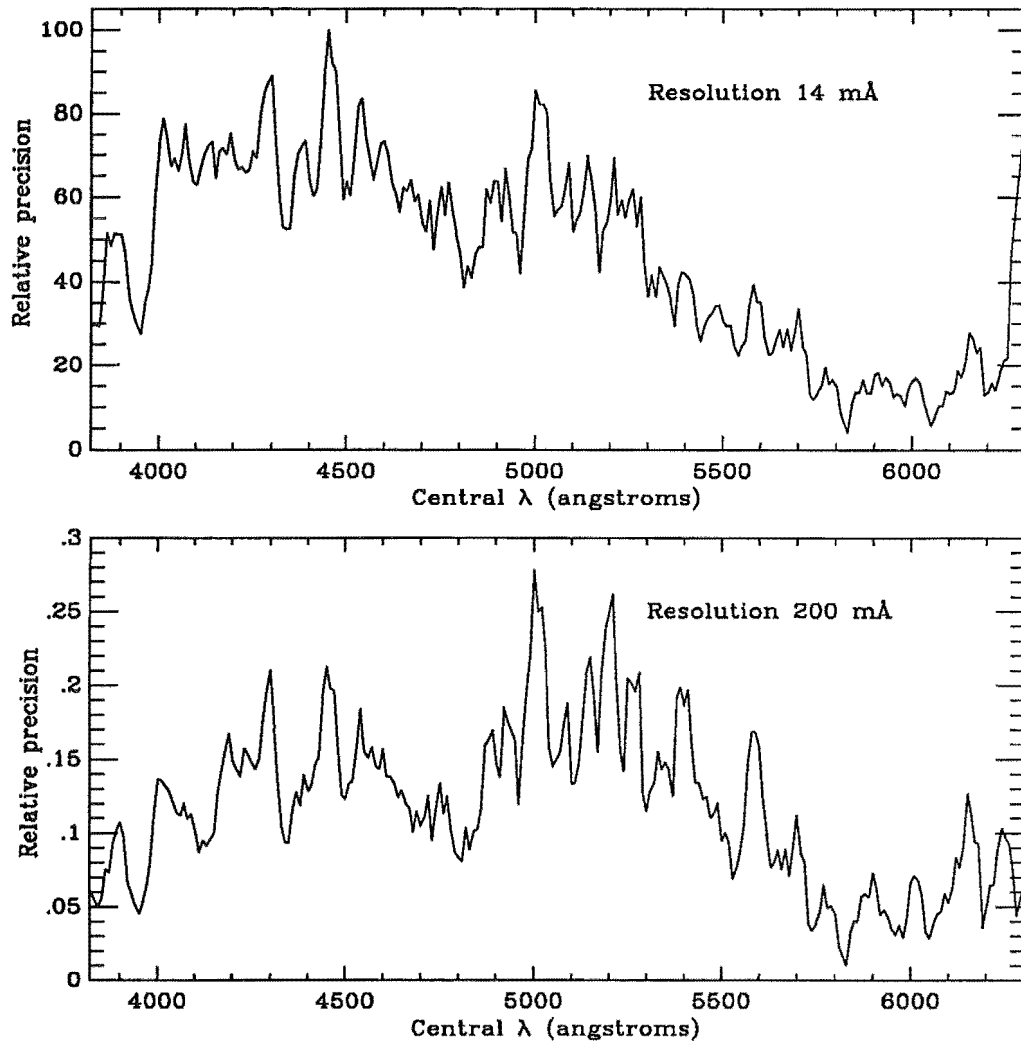 100
80
60
40
20
0
Relative precision
Resolution 14 mÅ
4000 4500 5000 5500 6000
Central λ (angstroms)
.3
.25
.2
.15
.1
.05
0
Relative precision
Resolution 200 mÅ
4000 4500 5000 5500 6000
Central λ (angstroms)